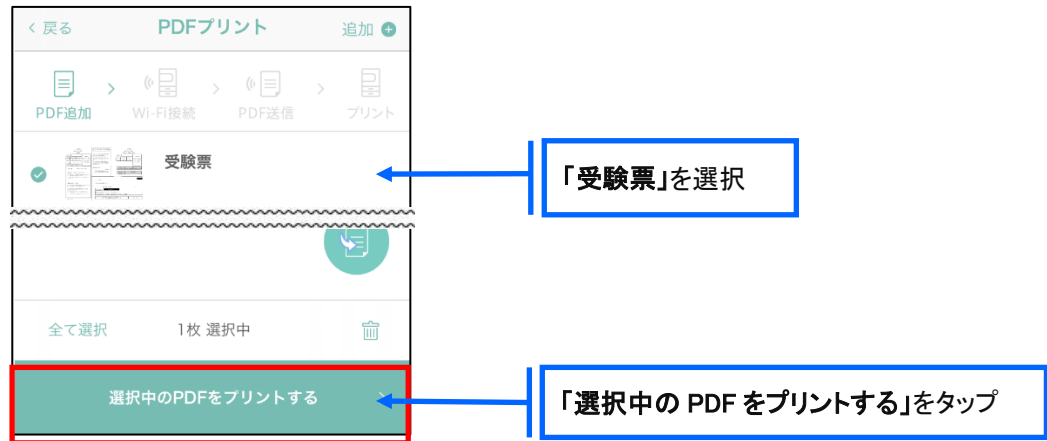 < 戻る PDFプリント 追加
PDF追加 > Wi-Fi接続 > PDF送信 > プリント
受験票
「受験票」を選択
全て選択 1枚 選択中
選択中のPDFをプリントする
「選択中の PDF をプリントする」をタップ